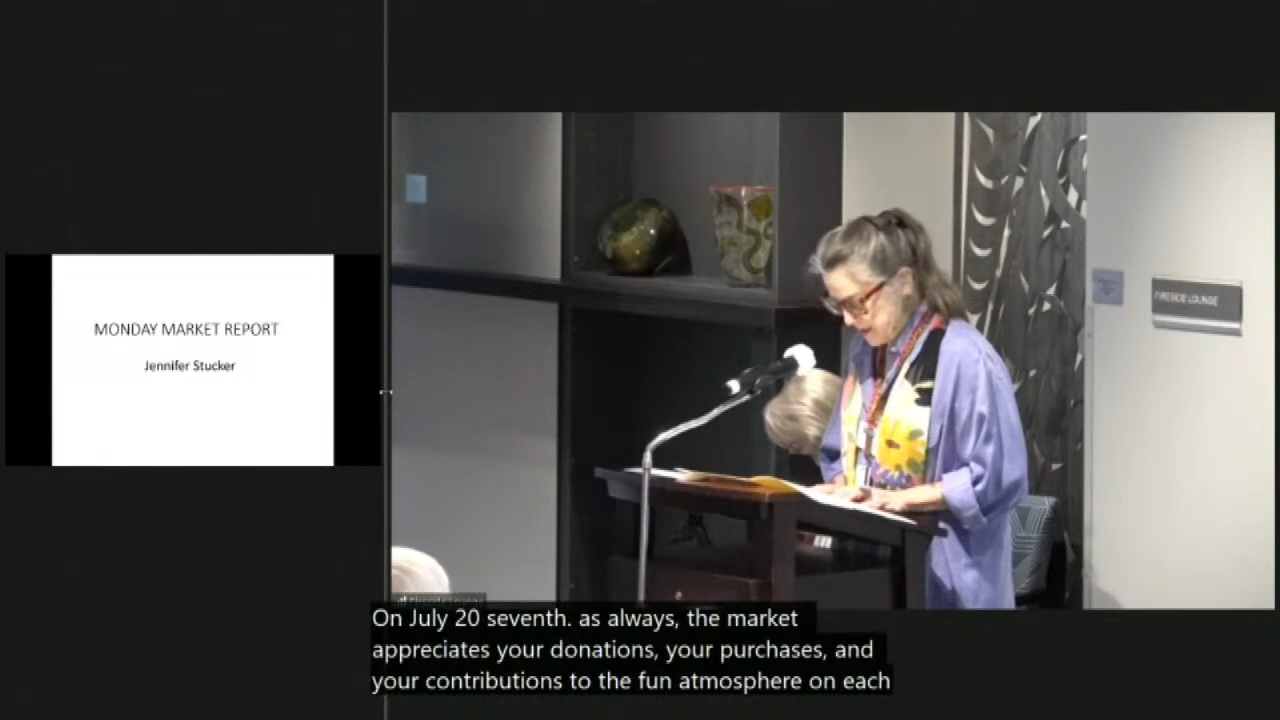 MONDAY MARKET REPORT
Jennifer Stucker
FIRESIDE LOUNGE
On July 20 seventh. as always, the market
appreciates your donations, your purchases, and
your contributions to the fun atmosphere on each